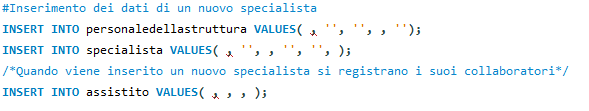 #Inserimento dei dati di un nuovo specialista
INSERT INTO personaledellastruttura VALUES( , '', '', , '');
INSERT INTO specialista VALUES( , '', , '', '', );
/*Quando viene inserito un nuovo specialista si registrano i suoi collaboratori*/
INSERT INTO assistito VALUES( , , , );